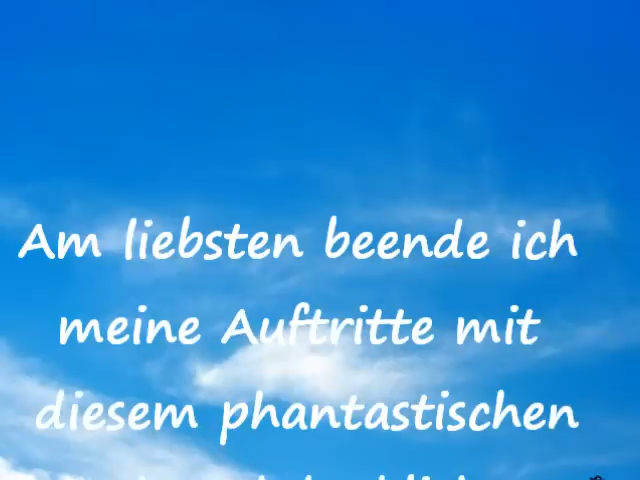 Am liebsten beende ich
meine Auftritte mit
diesem phantastischen